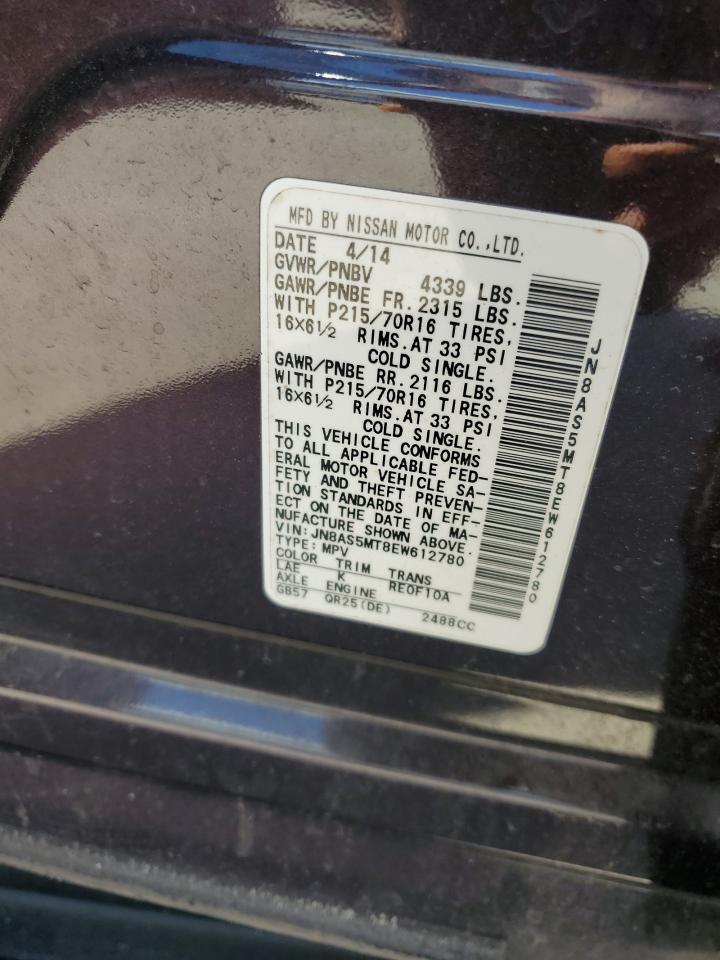 MFD BY NISSAN MOTOR CO.,LTD.
DATE 4/14
GVWR/PNBV 4339 LBS.
GAWR/PNBE FR. 2315 LBS.
WITH P215/70R16 TIRES,
16×6½ RIMS.AT 33 PSI
COLD SINGLE.
GAWR/PNBE RR. 2116 LBS.
WITH P215/70R16 TIRES,
16×6½ RIMS.AT 33 PSI
COLD SINGLE.
THIS VEHICLE CONFORMS
TO ALL APPLICABLE FED-
ERAL MOTOR VEHICLE SA-
FETY AND THEFT PREVEN-
TION STANDARDS IN EFF-
ECT ON THE DATE OF MA-
NUFACTURE SHOWN ABOVE.
VIN:JN8AS5MT8EW612780
TYPE:MPV
COLOR TRIM TRANS
LAE K RE0F10A
AXLE ENGINE
GB57 QR25(DE) 2488CC
JN8AS5MT8EW612780